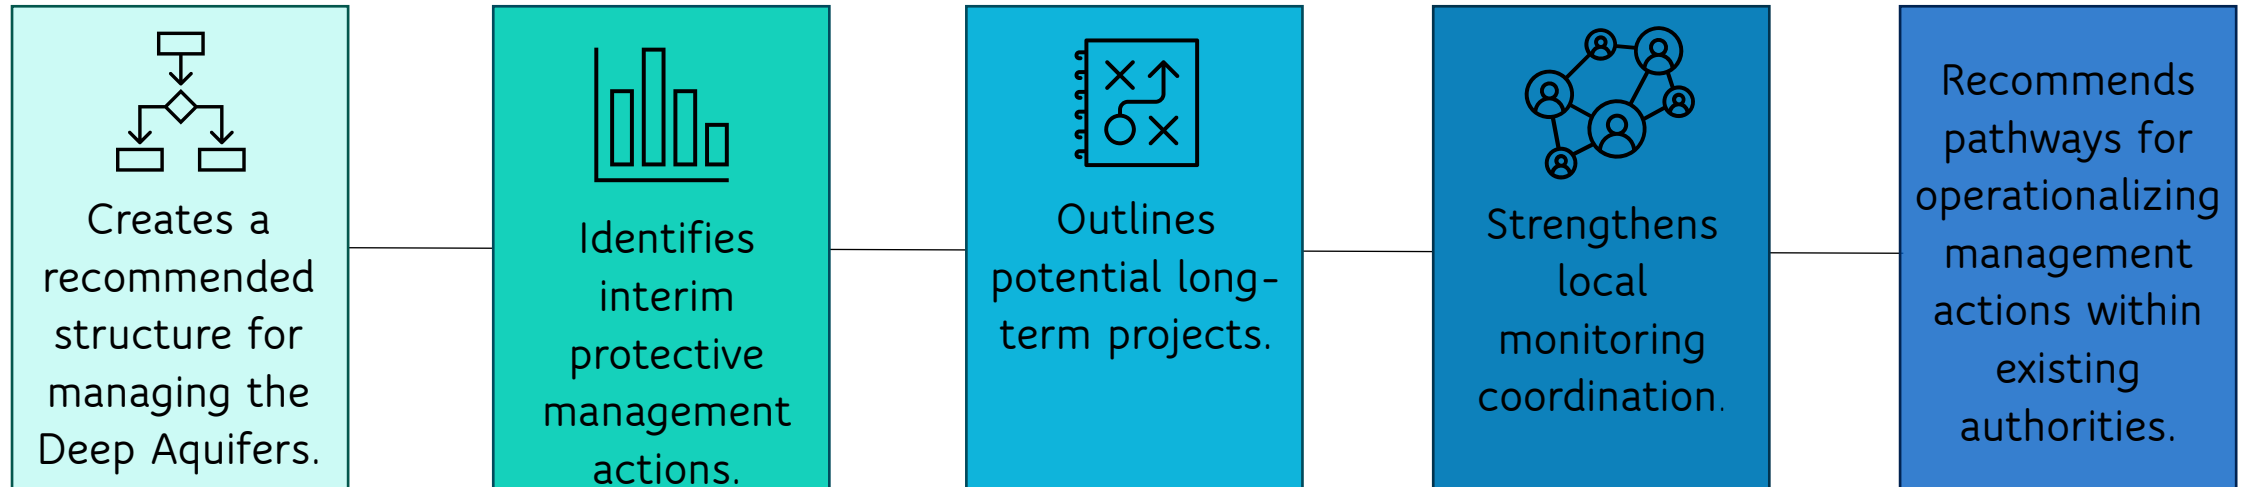 Creates a
recommended
structure for
managing the
Deep Aquifers.
Identifies
interim
protective
management
actions.
Outlines
potential long-
term projects.
Strengthens
local
monitoring
coordination.
Recommends
pathways for
operationalizing
management
actions within
existing
authorities.